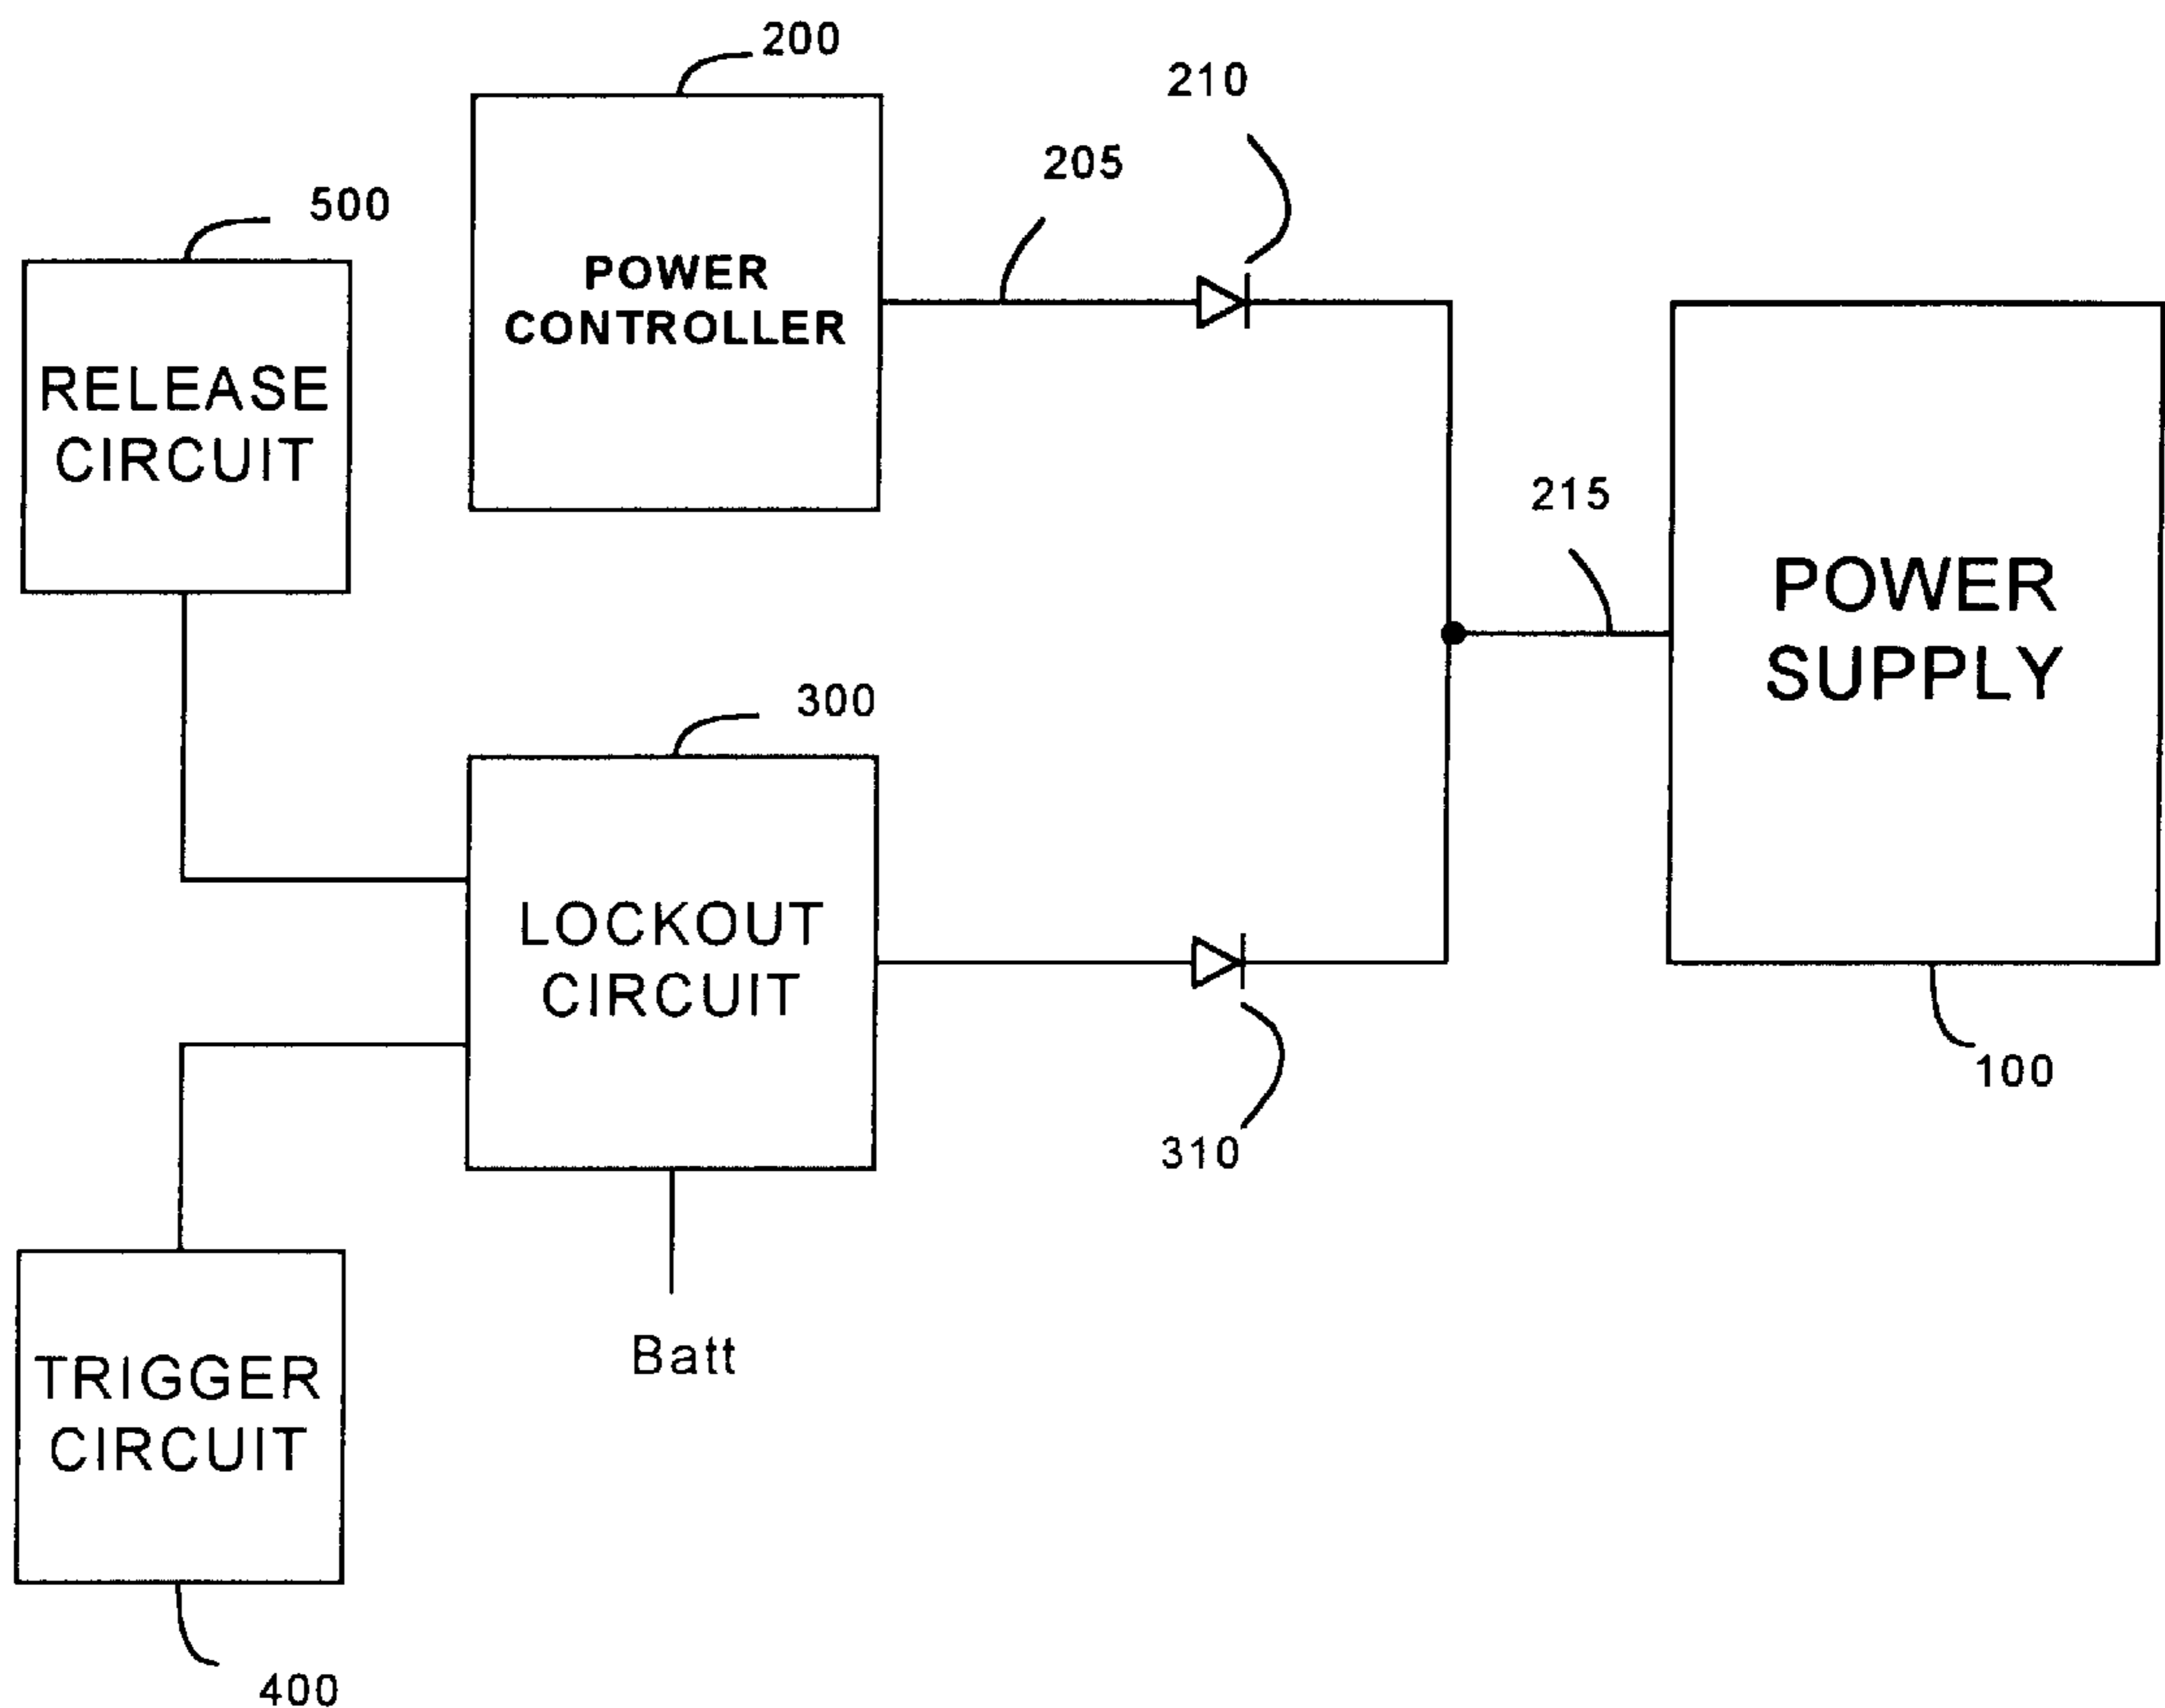 200
210
205
500
POWER
CONTROLLER
RELEASE
CIRCUIT
215
POWER
SUPPLY
300
LOCKOUT
CIRCUIT
100
310
Batt
TRIGGER
CIRCUIT
400